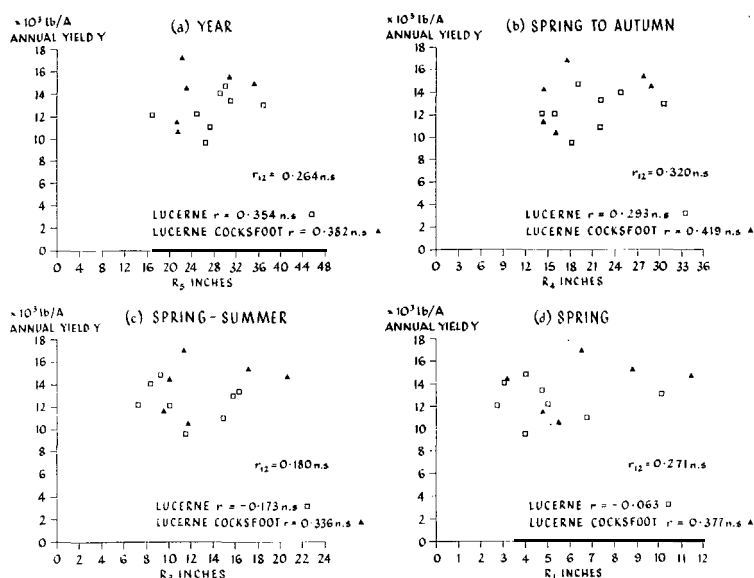 ×10³ lb/A
ANNUAL YIELD Y
(a) YEAR
18
16
14
12
10
8
6
4
2
0
r₁₂ = 0·264 n.s
LUCERNE r = 0·354 n.s □
LUCERNE COCKSFOOT r = 0·382 n.s ▲
0 4 8 12 16 20 24 28 32 36 40 44 48
R₅ INCHES
×10³ lb/A
ANNUAL YIELD Y
(b) SPRING TO AUTUMN
18
16
14
12
10
8
6
4
2
0
r₁₂ = 0·320 n.s
LUCERNE r = 0·293 n.s □
LUCERNE COCKSFOOT r = 0·419 n.s ▲
0 3 6 9 12 15 18 21 24 27 30 33 36
R₄ INCHES
×10³ lb/A
ANNUAL YIELD Y
(c) SPRING - SUMMER
18
16
14
12
10
8
6
4
2
0
r₁₂ = 0·180 n.s
LUCERNE r = -0·173 n.s □
LUCERNE COCKSFOOT r = 0·336 n.s ▲
0 2 4 6 8 10 12 14 16 18 20 22 24
INCHES
×10³ lb/A
ANNUAL YIELD Y
(d) SPRING
18
16
14
12
10
8
6
4
2
0
r₁₂ = 0·271 n.s
LUCERNE r = -0·063 □
LUCERNE COCKSFOOT r = 0·377 n.s ▲
0 1 2 3 4 5 6 7 8 9 10 11 12
R₁ INCHES